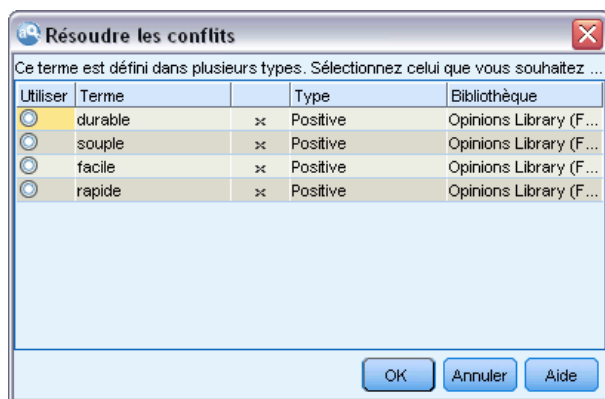 Résoudre les conflits
Ce terme est défini dans plusieurs types. Sélectionnez celui que vous souhaitez ...
Utiliser Terme Type Bibliothèque
durable Positive Opinions Library (F...
souple Positive Opinions Library (F...
facile Positive Opinions Library (F...
rapide Positive Opinions Library (F...
OK Annuler Aide